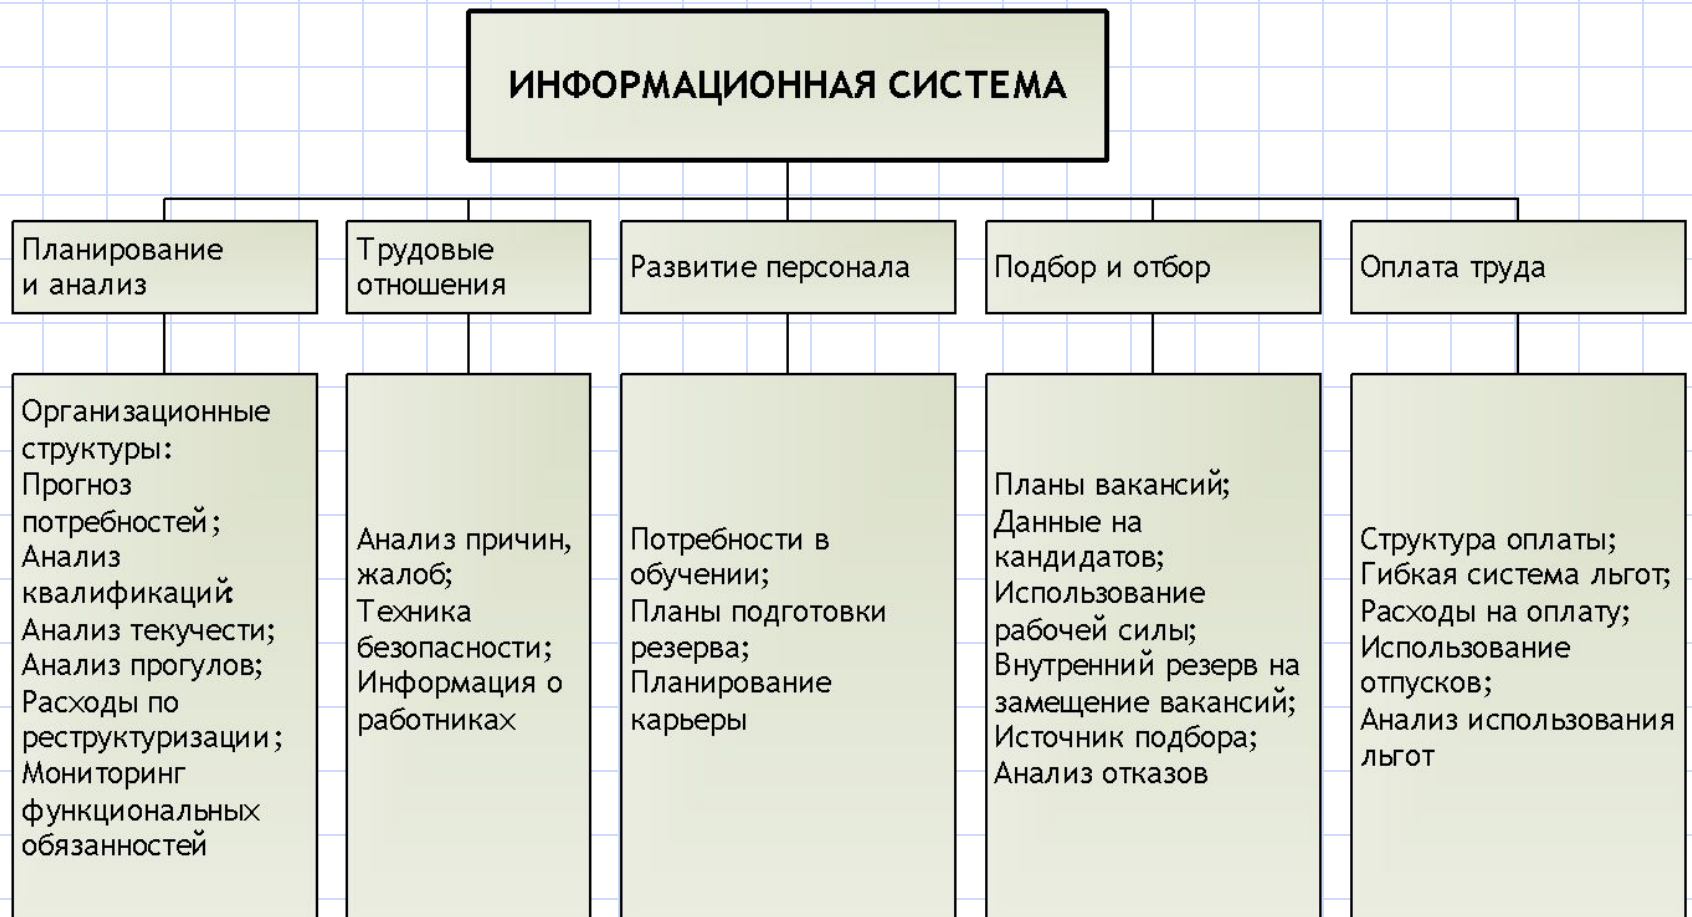 ИНФОРМАЦИОННАЯ СИСТЕМА
Планирование
и анализ
Трудовые
отношения
Развитие персонала
Подбор и отбор
Оплата труда
Организационные
структуры:
Прогноз
потребностей;
Анализ
квалификаций:
Анализ текучести;
Анализ прогулов;
Расходы по
реструктуризации;
Мониторинг
функциональных
обязанностей
Анализ причин,
жалоб;
Техника
безопасности;
Информация о
работниках
Потребности в
обучении;
Планы подготовки
резерва;
Планирование
карьеры
Планы вакансий;
Данные на
кандидатов;
Использование
рабочей силы;
Внутренний резерв на
замещение вакансий;
Источник подбора;
Анализ отказов
Структура оплаты;
Гибкая система льгот;
Расходы на оплату;
Использование
отпусков;
Анализ использования
льгот